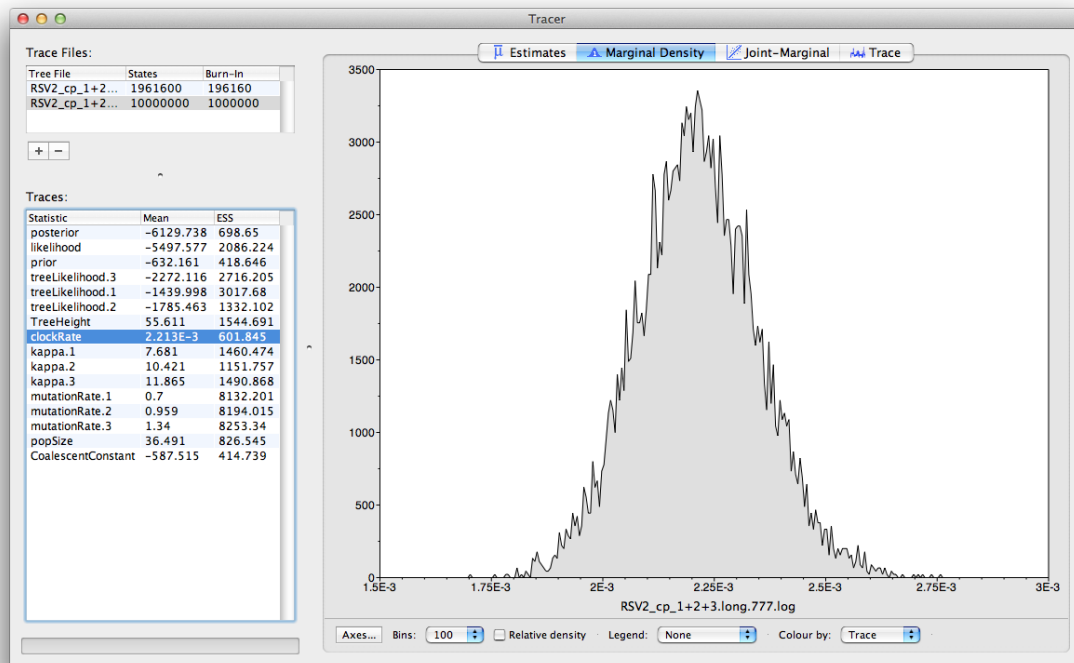 Tracer
Trace Files:
Tree File States Burn-In
RSV2_cp_1+2... 1961600 196160
RSV2_cp_1+2... 10000000 1000000
+ −
Traces:
Statistic Mean ESS
posterior -6129.738 698.65
likelihood -5497.577 2086.224
prior -632.161 418.646
treeLikelihood.3 -2272.116 2716.205
treeLikelihood.1 -1439.998 3017.68
treeLikelihood.2 -1785.463 1332.102
TreeHeight 55.611 1544.691
clockRate 2.213E-3 601.845
kappa.1 7.681 1460.474
kappa.2 10.421 1151.757
kappa.3 11.865 1490.868
mutationRate.1 0.7 8132.201
mutationRate.2 0.959 8194.015
mutationRate.3 1.34 8253.34
popSize 36.491 826.545
CoalescentConstant -587.515 414.739
Estimates Marginal Density Joint-Marginal Trace
3500
3000
2500
2000
1500
1000
500
0
1.5E-3 1.75E-3 2E-3 2.25E-3 2.5E-3 2.75E-3 3E-3
RSV2_cp_1+2+3.long.777.log
Axes... Bins: 100 Relative density Legend: None Colour by: Trace